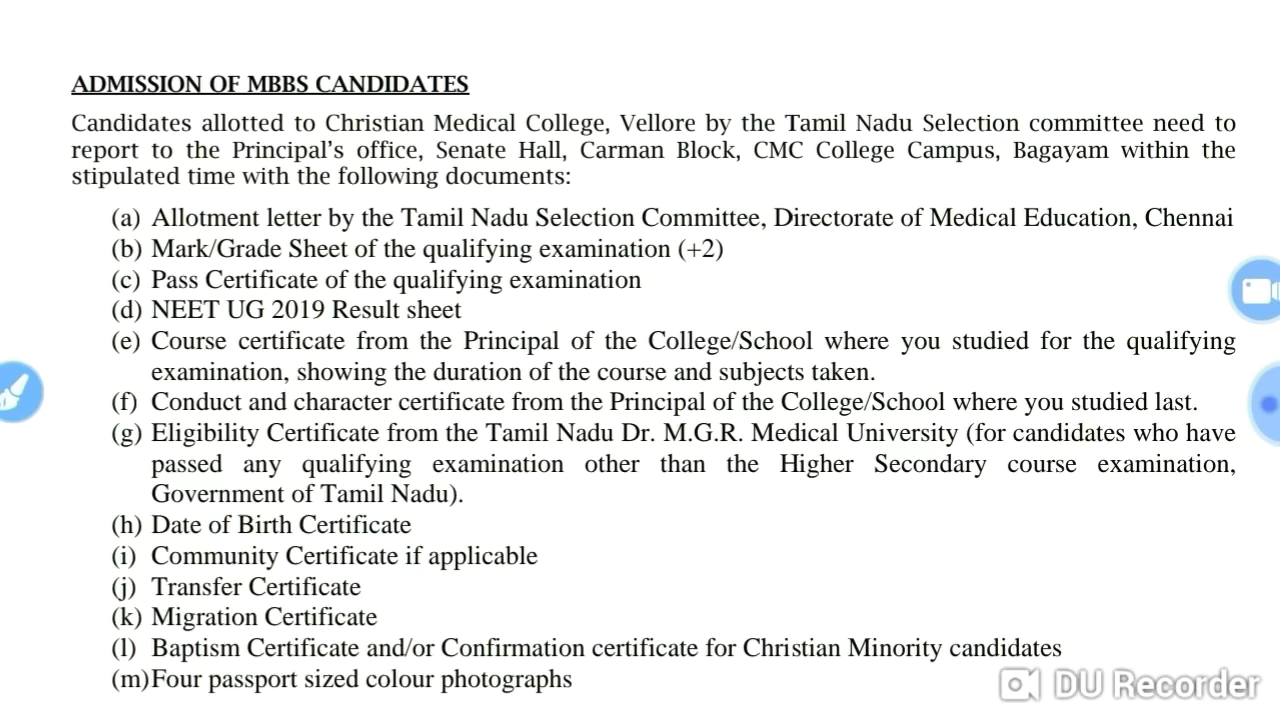 ADMISSION OF MBBS CANDIDATES
Candidates allotted to Christian Medical College, Vellore by the Tamil Nadu Selection committee need to
report to the Principal's office, Senate Hall, Carman Block, CMC College Campus, Bagayam within the
stipulated time with the following documents:
(a) Allotment letter by the Tamil Nadu Selection Committee, Directorate of Medical Education, Chennai
(b) Mark/Grade Sheet of the qualifying examination (+2)
(c) Pass Certificate of the qualifying examination
(d) NEET UG 2019 Result sheet
(e) Course certificate from the Principal of the College/School where you studied for the qualifying
examination, showing the duration of the course and subjects taken.
(f) Conduct and character certificate from the Principal of the College/School where you studied last.
(g) Eligibility Certificate from the Tamil Nadu Dr. M.G.R. Medical University (for candidates who have
passed any qualifying examination other than the Higher Secondary course examination,
Government of Tamil Nadu).
(h) Date of Birth Certificate
(i) Community Certificate if applicable
(j) Transfer Certificate
(k) Migration Certificate
(l) Baptism Certificate and/or Confirmation certificate for Christian Minority candidates
(m)Four passport sized colour photographs
DU Recorder